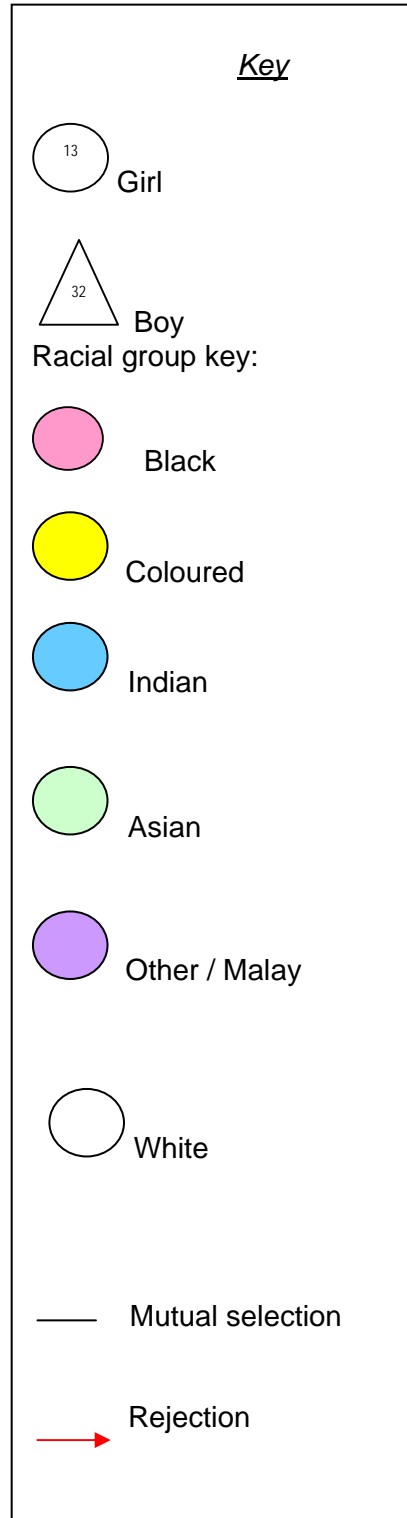 Key
13
Girl
32
Boy
Racial group key:
Black
Coloured
Indian
Asian
Other / Malay
White
Mutual selection
Rejection